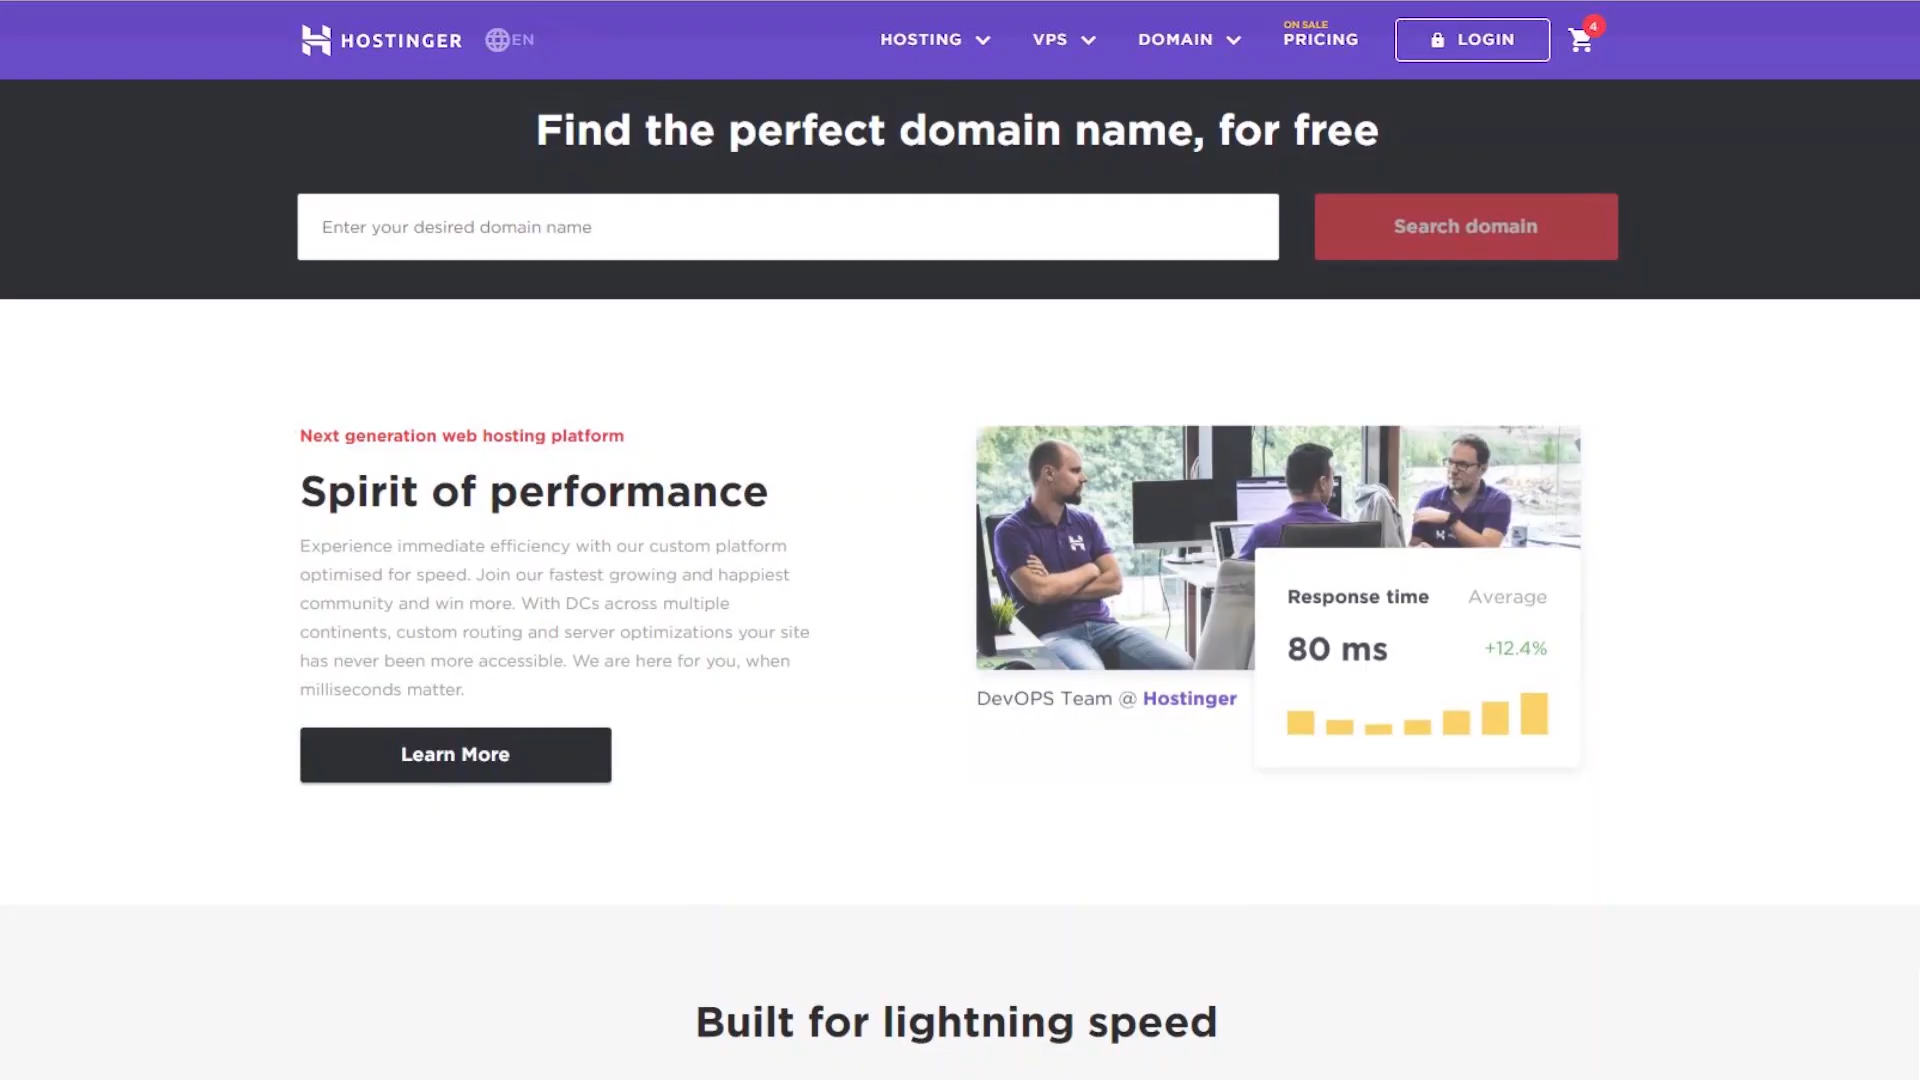 HOSTINGER
EN
HOSTING
VPS
DOMAIN
ON SALE
PRICING
LOGIN
4
Find the perfect domain name, for free
Enter your desired domain name
Search domain
Next generation web hosting platform
Spirit of performance
Experience immediate efficiency with our custom platform
optimised for speed. Join our fastest growing and happiest
community and win more. With DCs across multiple
continents, custom routing and server optimizations your site
has never been more accessible. We are here for you, when
milliseconds matter.
Learn More
DevOPS Team @ Hostinger
Response time
Average
80 ms
+12.4%
Built for lightning speed